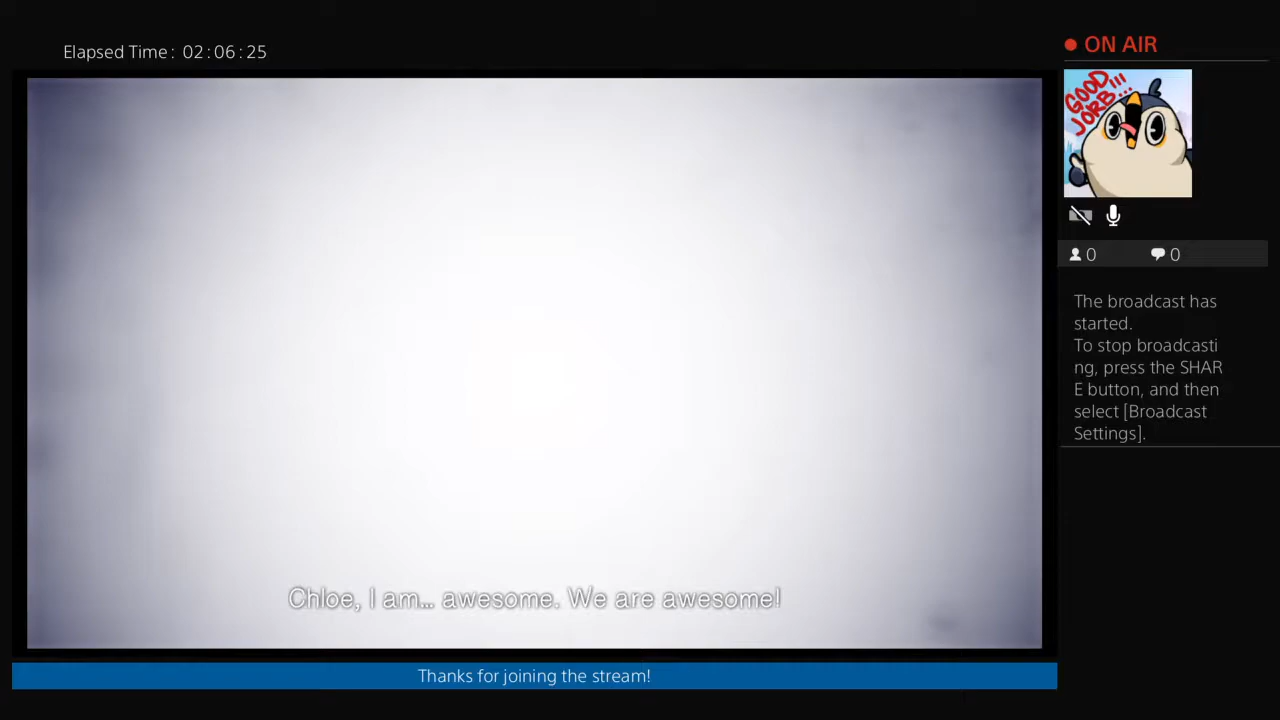 Elapsed Time: 02:06:25
ON AIR
GOOD
JORB!!!...
0
0
The broadcast has
started.
To stop broadcasti
ng, press the SHAR
E button, and then
select [Broadcast
Settings].
Chloe, I am... awesome. We are awesome!
Thanks for joining the stream!